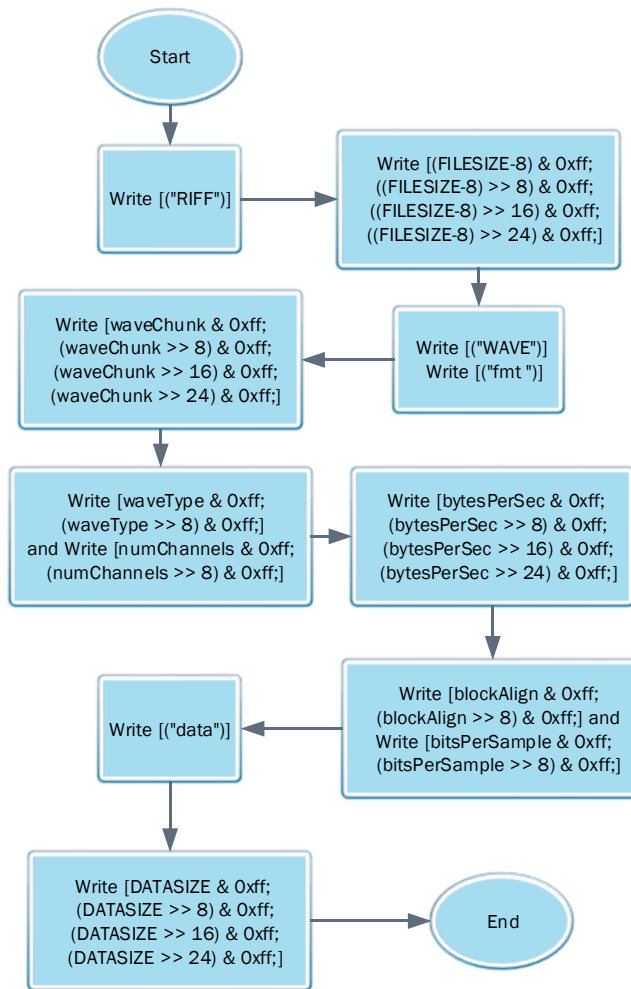 Start
Write [("RIFF")]
Write [(FILESIZE-8) & 0xff;
((FILESIZE-8) >> 8) & 0xff;
((FILESIZE-8) >> 16) & 0xff;
((FILESIZE-8) >> 24) & 0xff;]
Write [("WAVE")]
Write [("fmt ")]
Write [waveChunk & 0xff;
(waveChunk >> 8) & 0xff;
(waveChunk >> 16) & 0xff;
(waveChunk >> 24) & 0xff;]
Write [waveType & 0xff;
(waveType >> 8) & 0xff;]
and Write [numChannels & 0xff;
(numChannels >> 8) & 0xff;]
Write [bytesPerSec & 0xff;
(bytesPerSec >> 8) & 0xff;
(bytesPerSec >> 16) & 0xff;
(bytesPerSec >> 24) & 0xff;]
Write [blockAlign & 0xff;
(blockAlign >> 8) & 0xff;] and
Write [bitsPerSample & 0xff;
(bitsPerSample >> 8) & 0xff;]
Write [("data")]
Write [DATASIZE & 0xff;
(DATASIZE >> 8) & 0xff;
(DATASIZE >> 16) & 0xff;
(DATASIZE >> 24) & 0xff;]
End